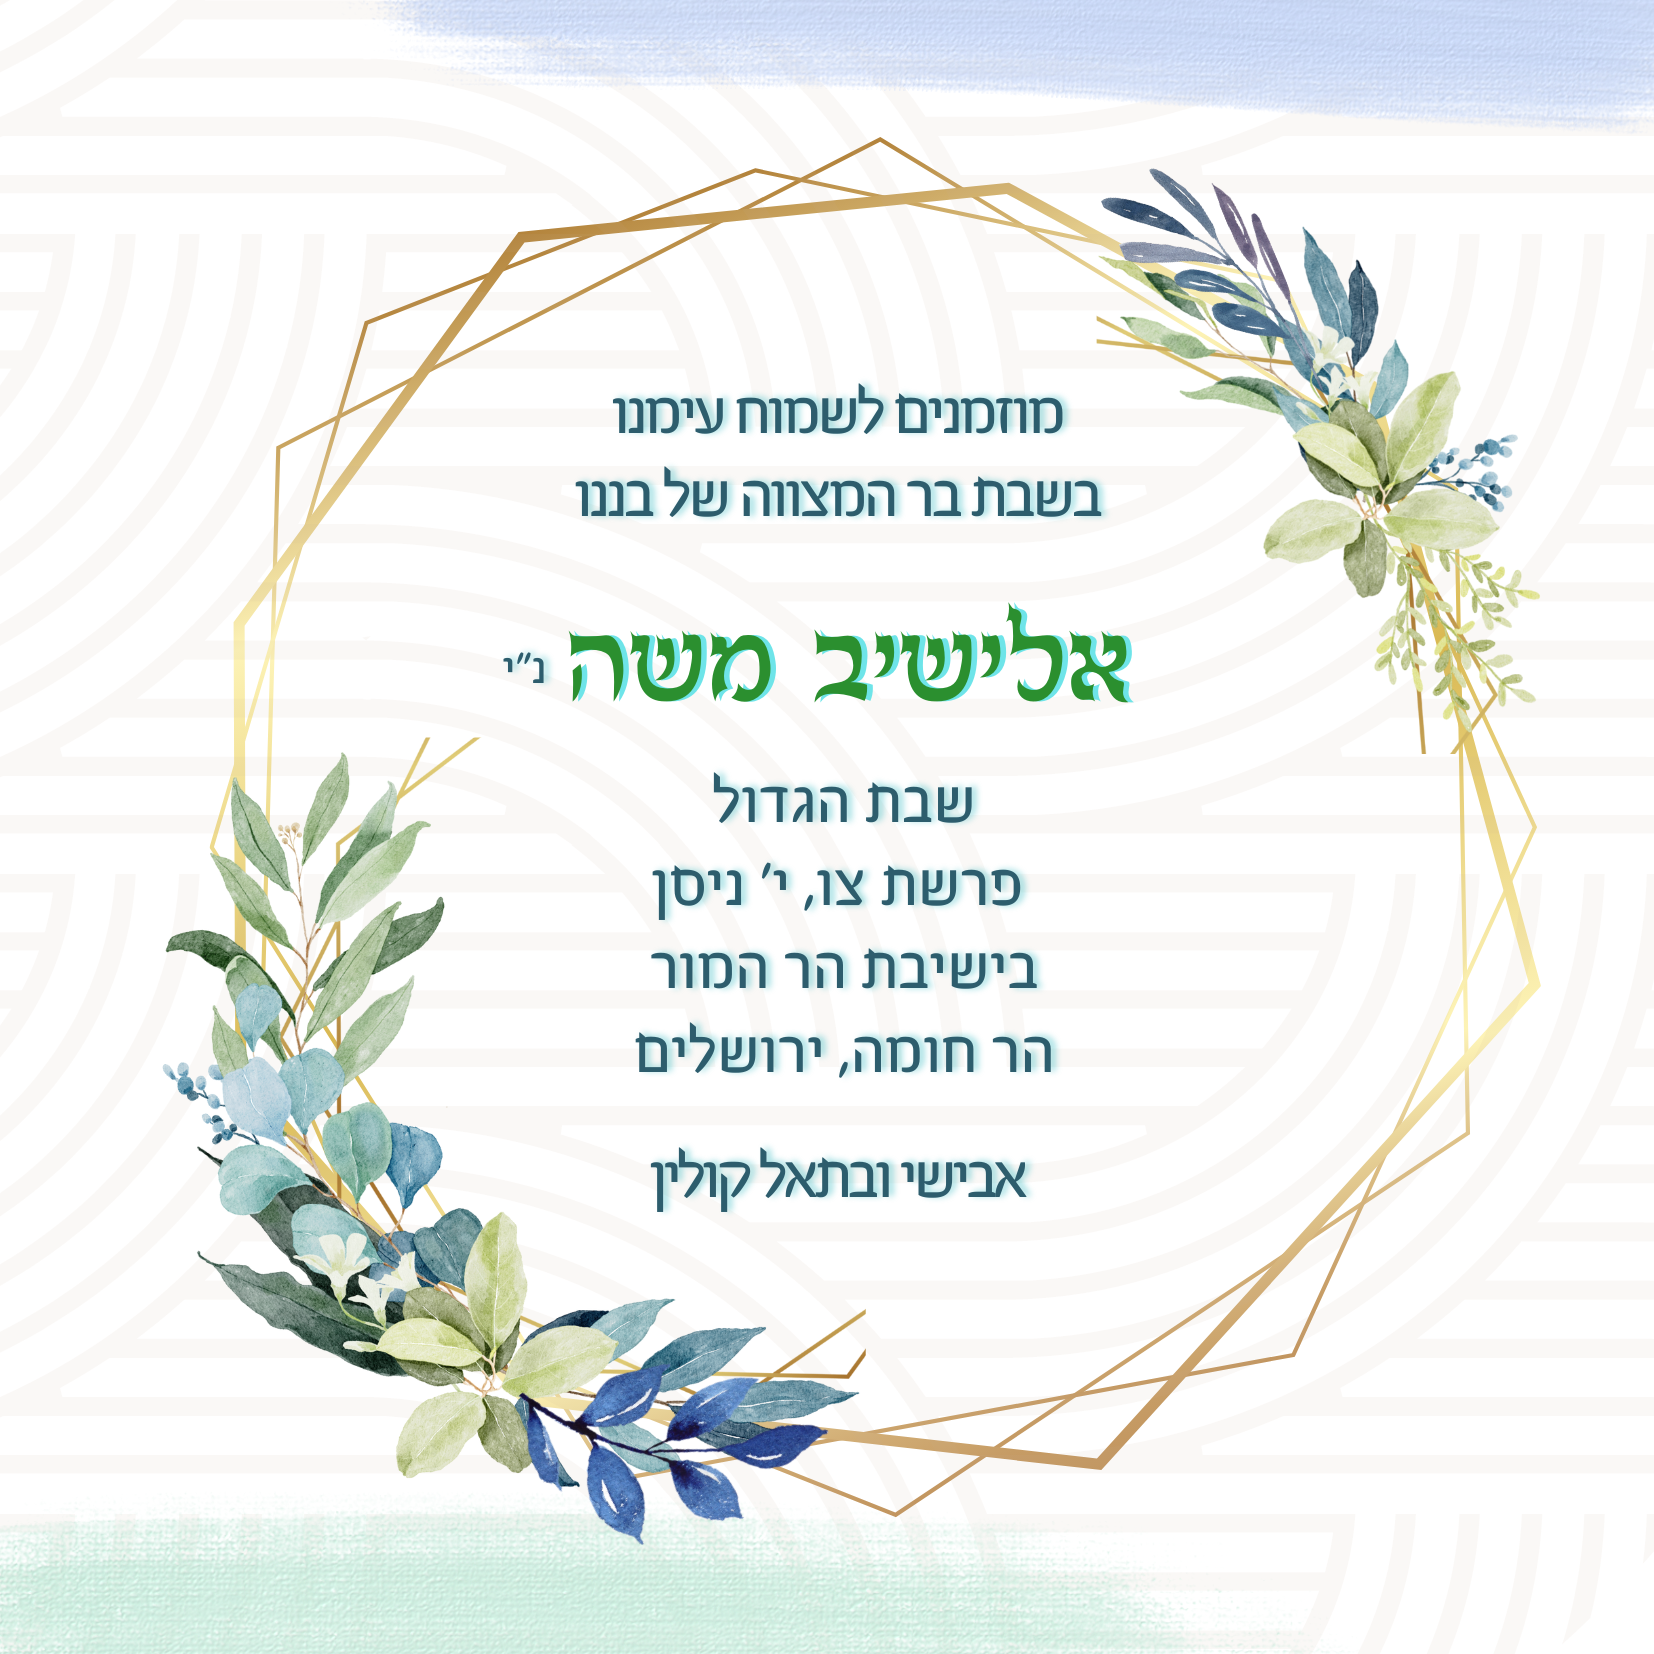 מוזמנים לשמוח עימנו
בשבת בר המצווה של בננו
אלישיב משה נ״י
שבת הגדול
פרשת צו, י׳ ניסן
בישיבת הר המור
הר חומה, ירושלים
אבישי ובתאל קולין